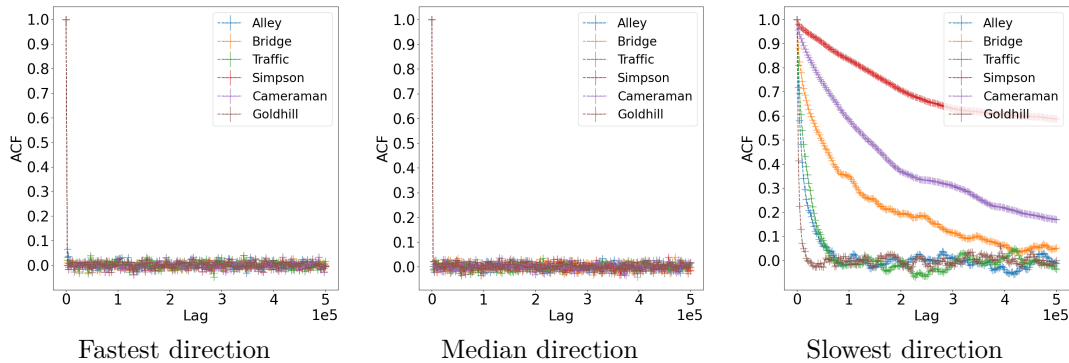 1.0
0.9
0.8
0.7
0.6
0.5
0.4
0.3
0.2
0.1
0.0
ACF
0 1 2 3 4 5
Lag
1e5
Alley
Bridge
Traffic
Simpson
Cameraman
Goldhill
Fastest direction
1.0
0.9
0.8
0.7
0.6
0.5
0.4
0.3
0.2
0.1
0.0
ACF
0 1 2 3 4 5
Lag
1e5
Alley
Bridge
Traffic
Simpson
Cameraman
Goldhill
Median direction
1.0
0.9
0.8
0.7
0.6
0.5
0.4
0.3
0.2
0.1
0.0
ACF
0 1 2 3 4 5
Lag
1e5
Alley
Bridge
Traffic
Simpson
Cameraman
Goldhill
Slowest direction